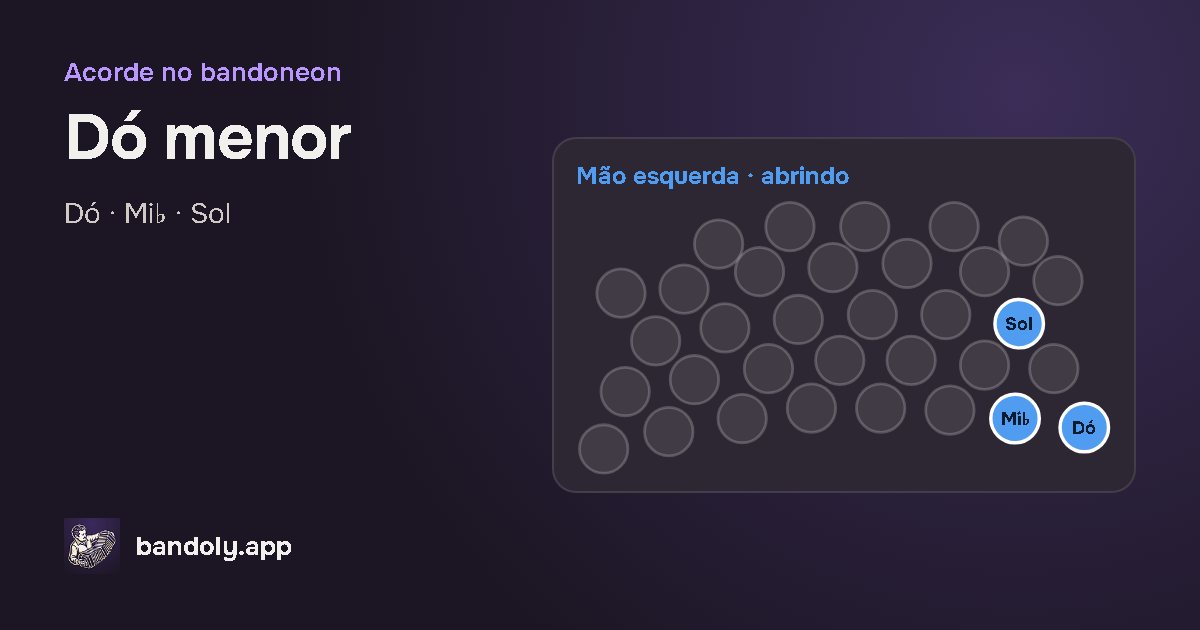 Acorde no bandoneon
Dó menor
Dó · Mi♭ · Sol
Mão esquerda · abrindo
Sol
Mi♭
Dó
bandoly.app